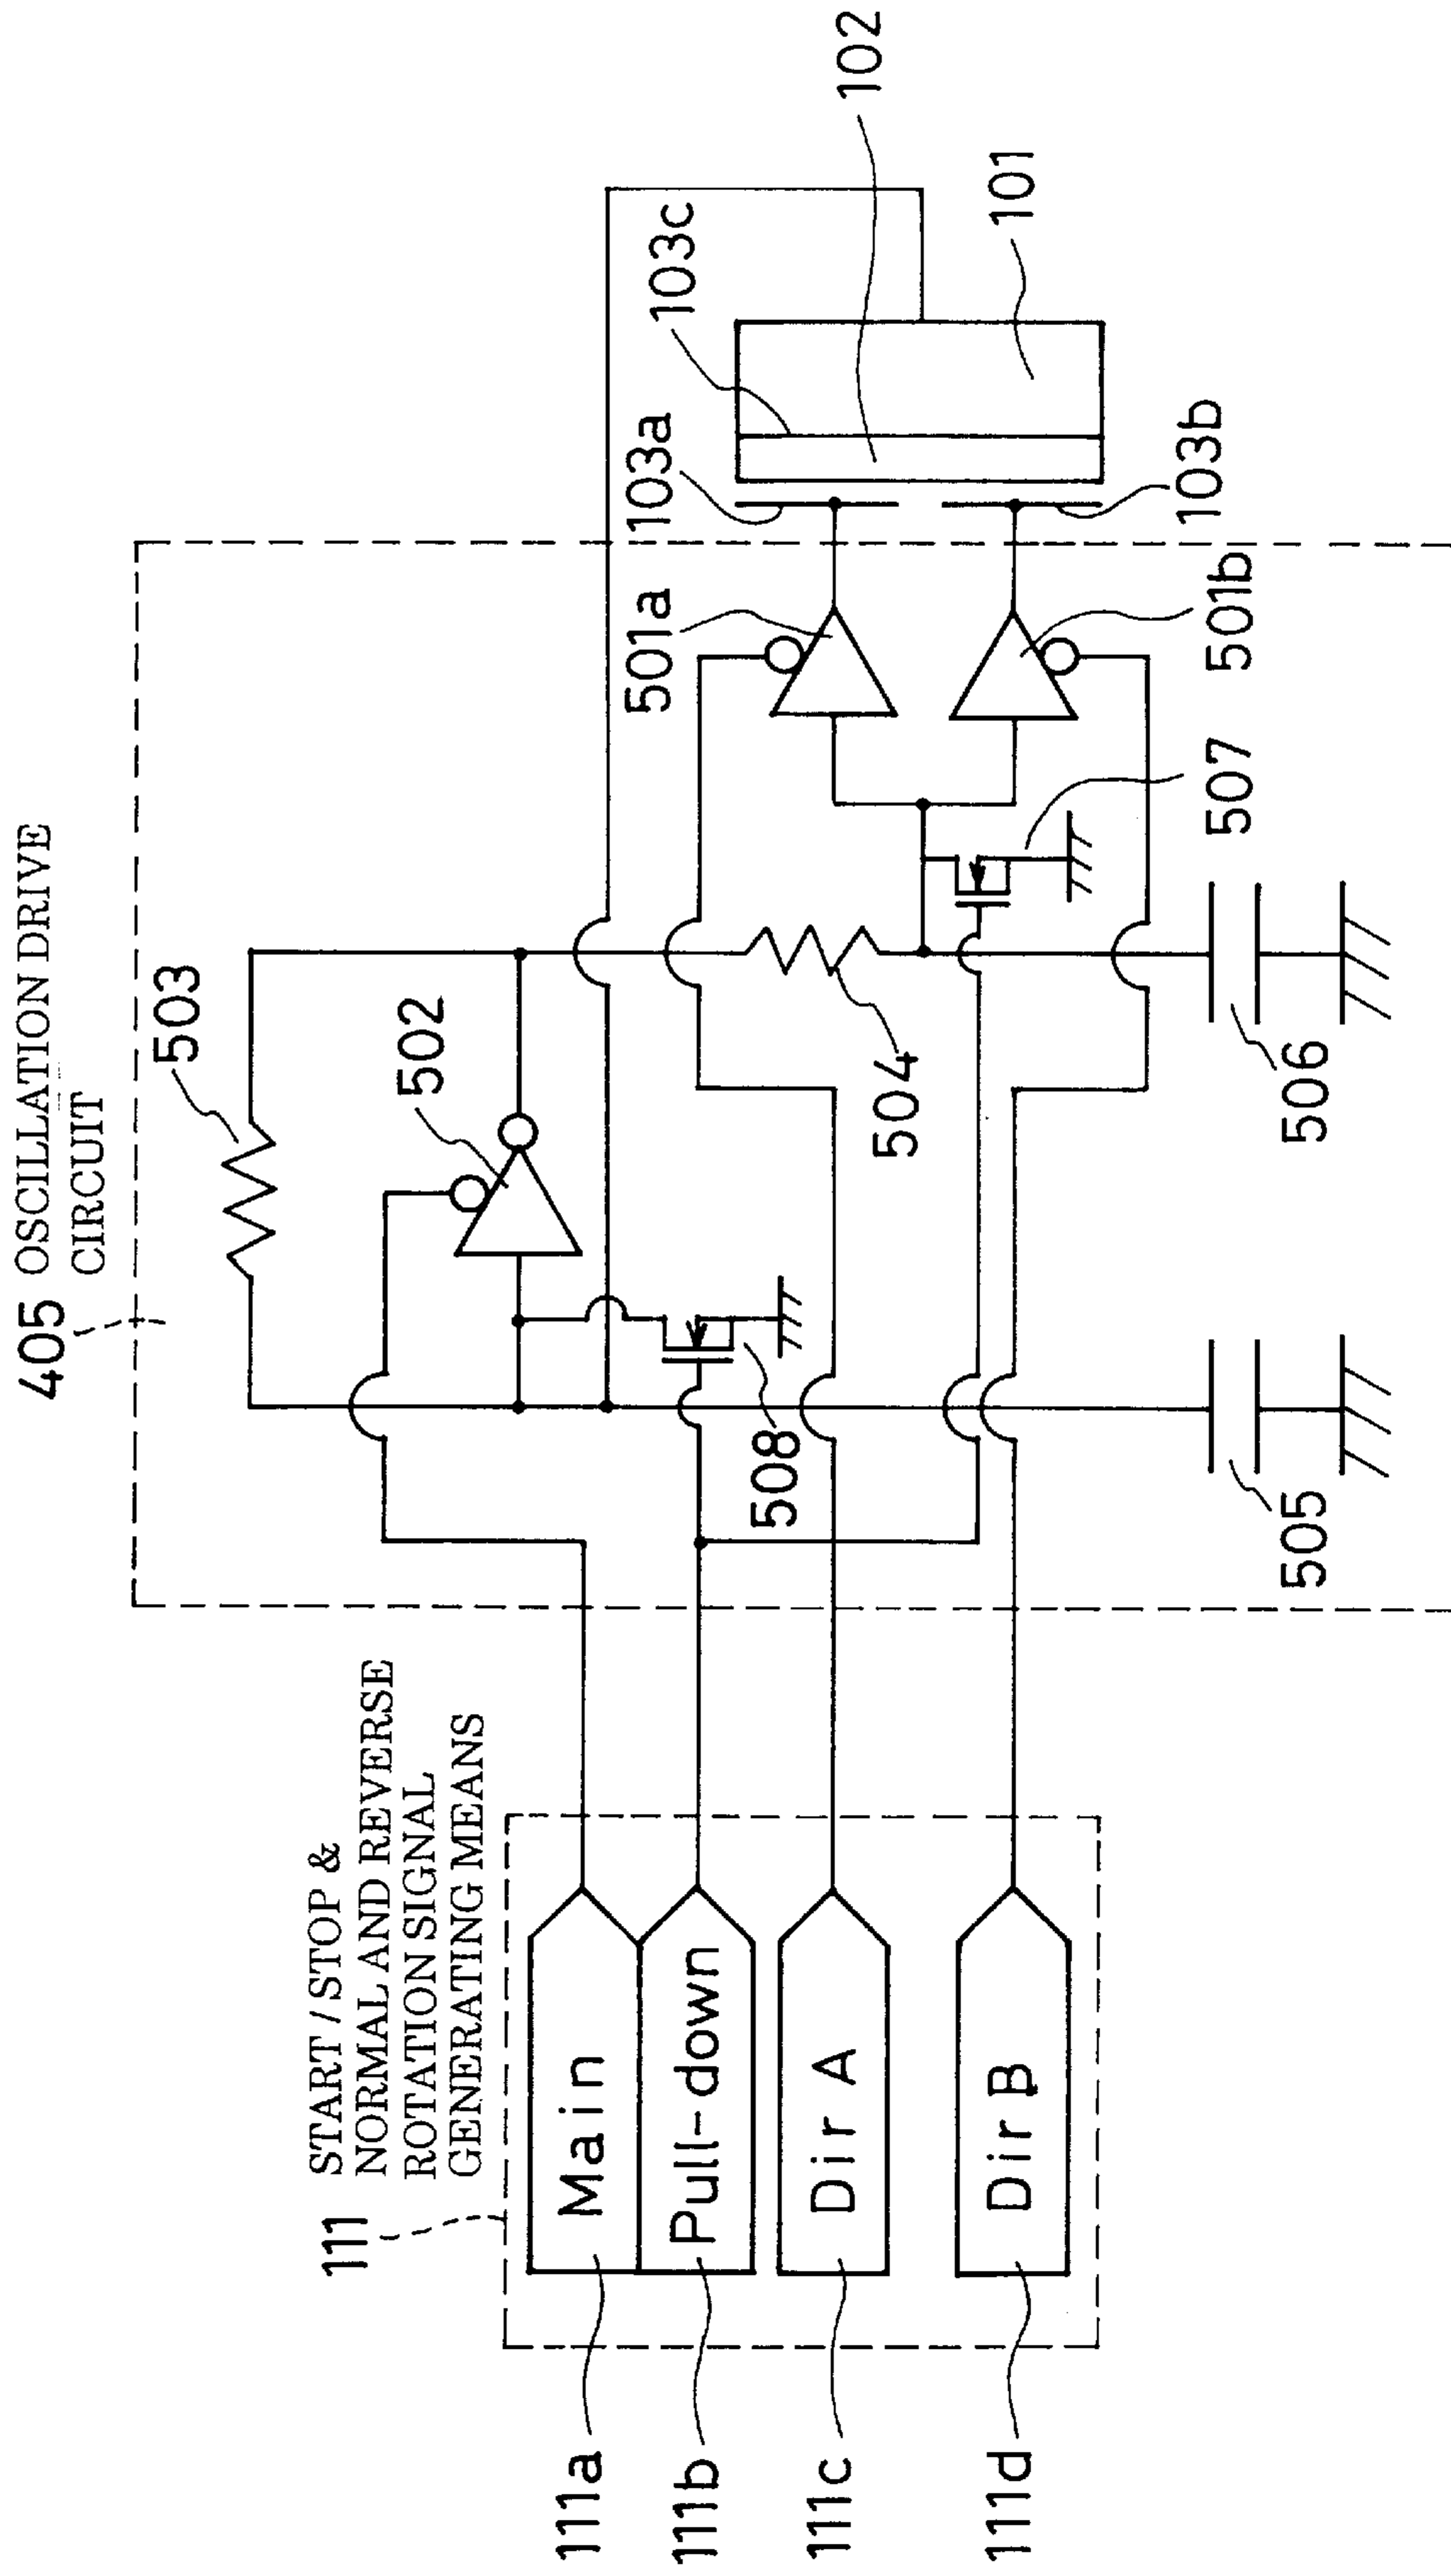 405 OSCILLATION DRIVE
CIRCUIT
503
502
504
501a
103a
103c
102
101
103b
501b
507
506
505
508
START / STOP &
NORMAL AND REVERSE
ROTATION SIGNAL
GENERATING MEANS
111
Main
Pull-down
Dir A
Dir B
111a
111b
111c
111d